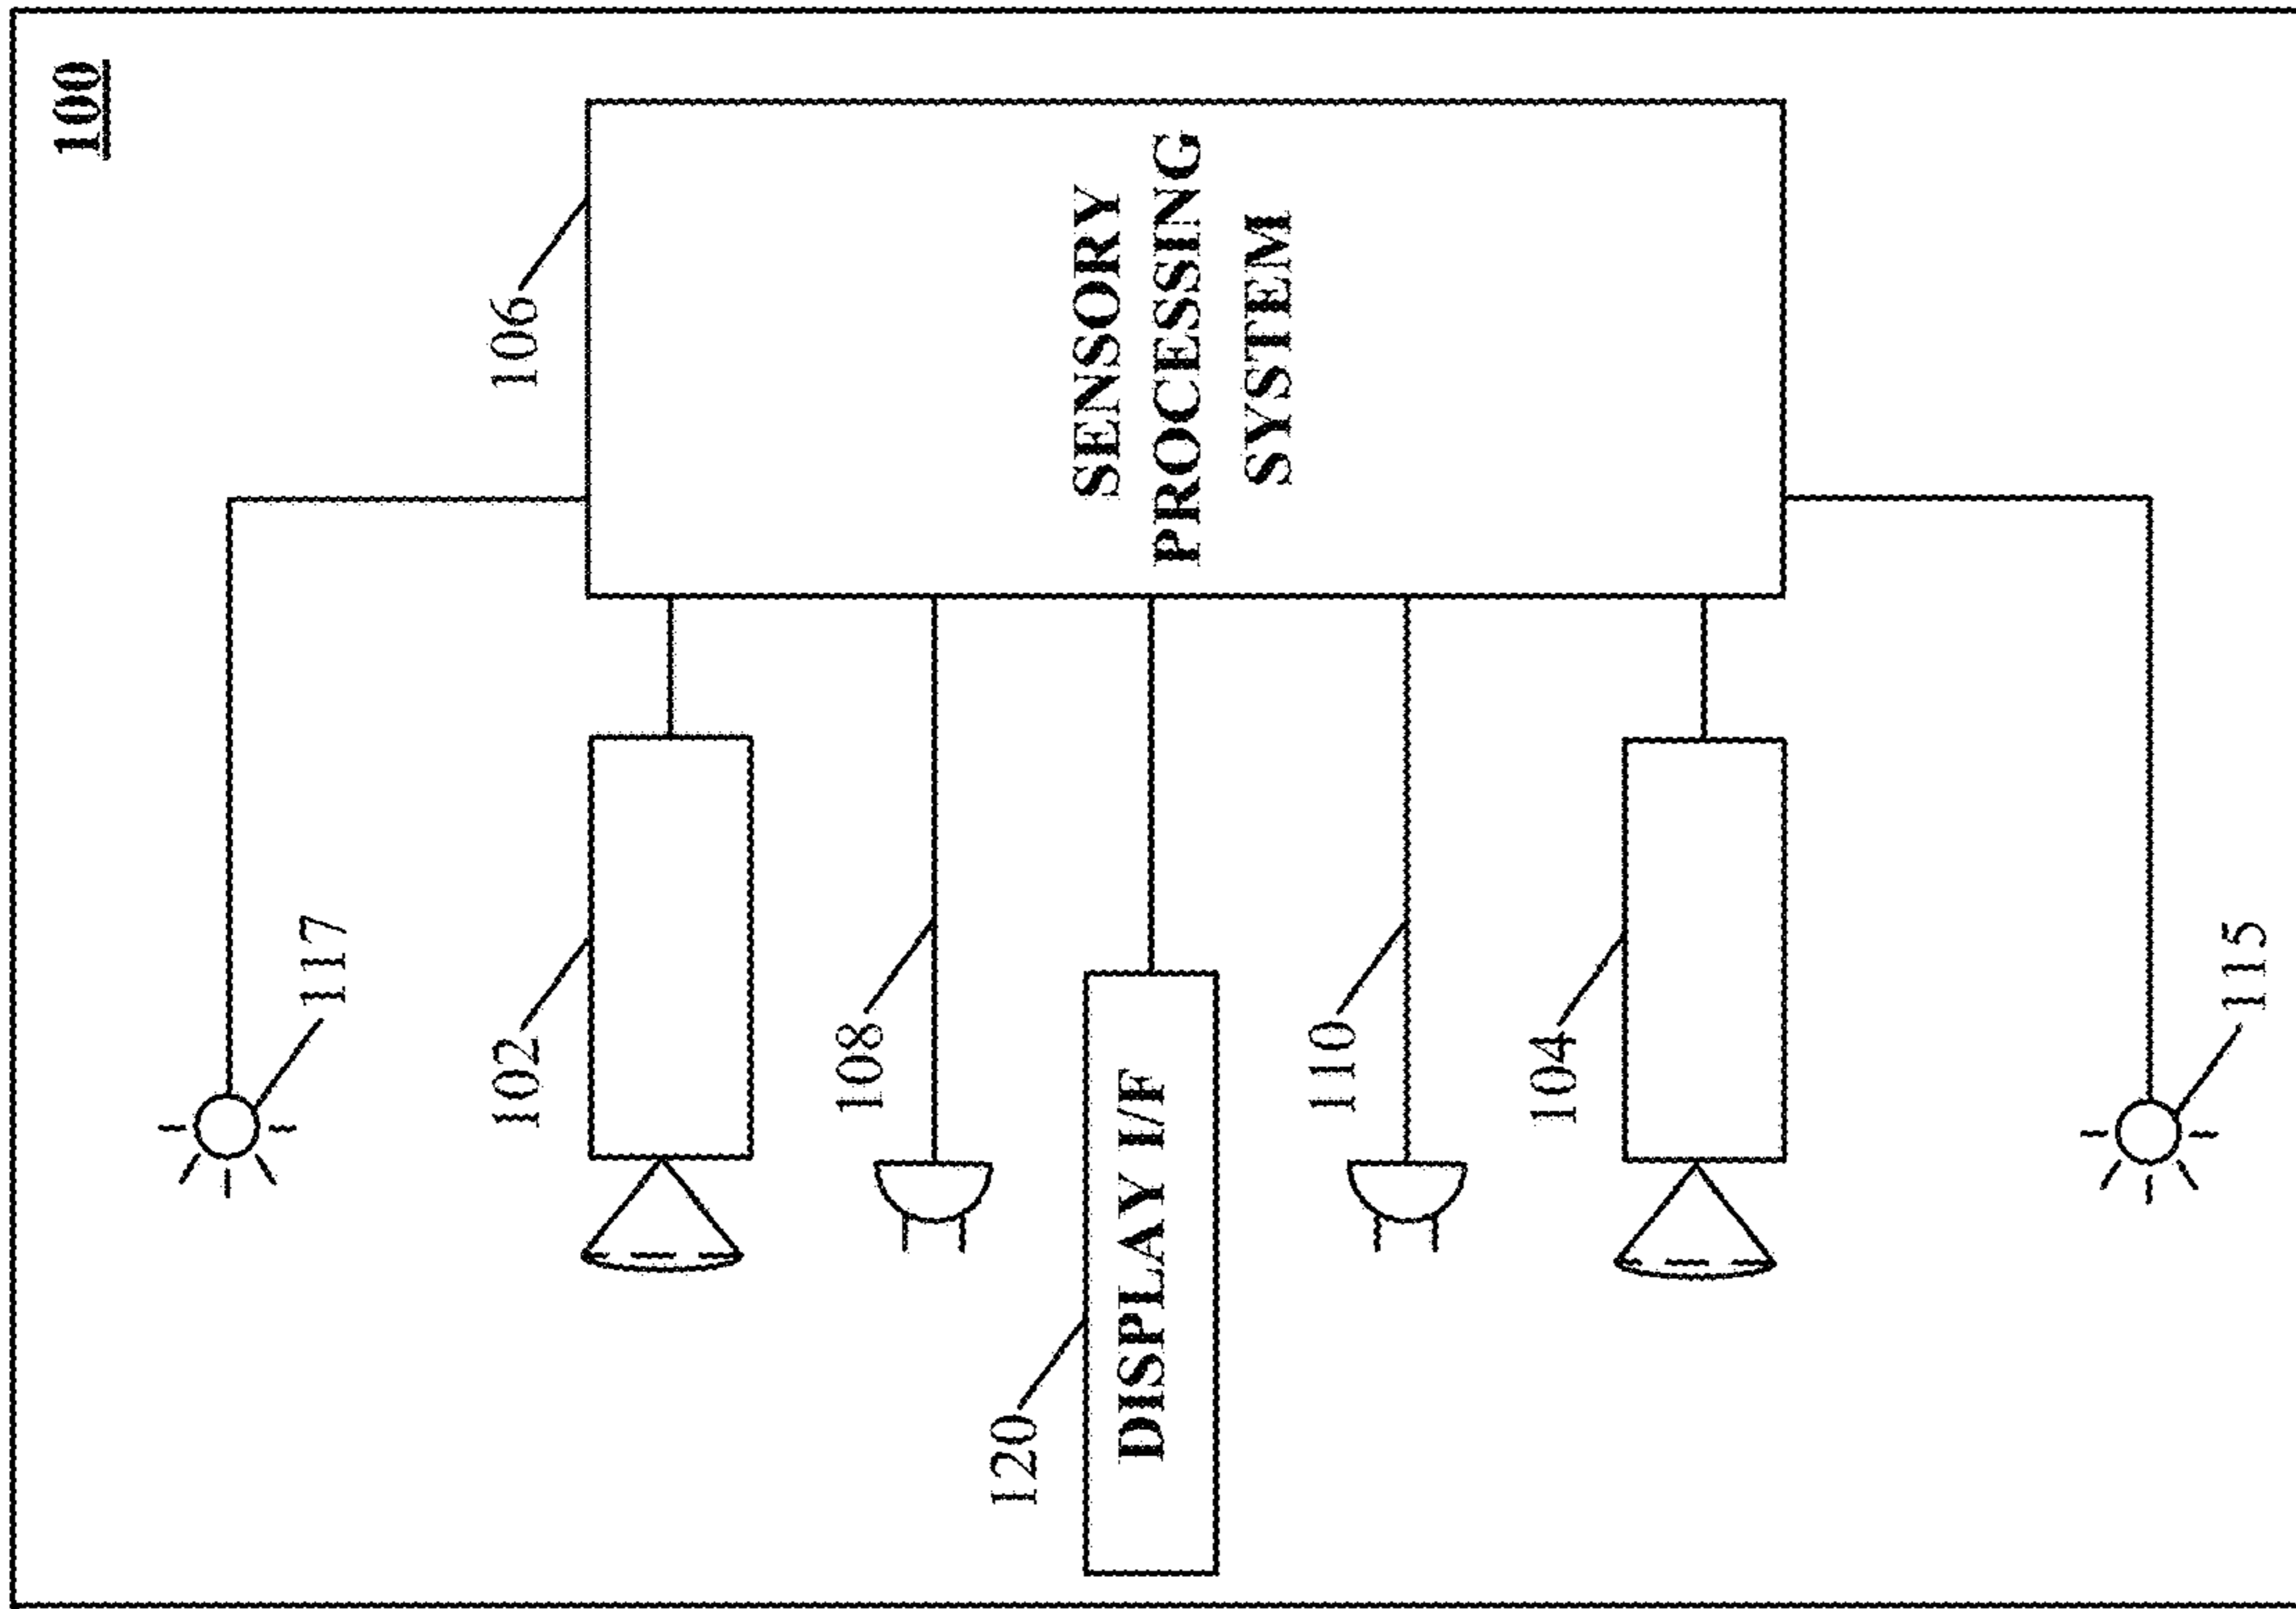 100
106
SENSORY
PROCESSING
SYSTEM
117
102
108
120
DISPLAY I/F
110
104
115